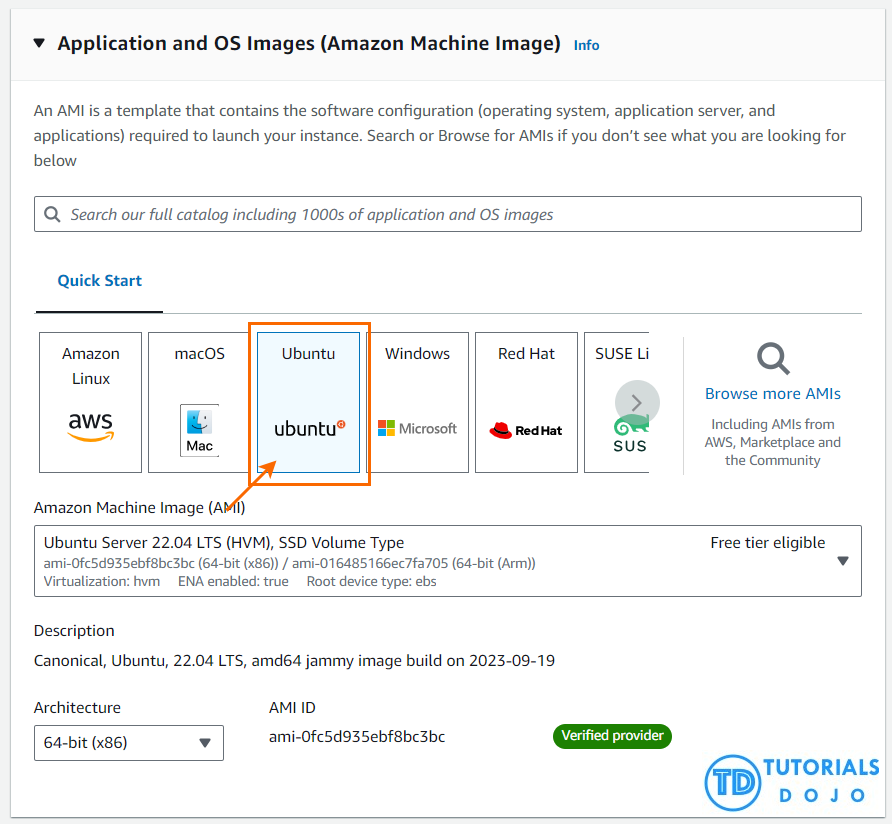 Application and OS Images (Amazon Machine Image) Info
An AMI is a template that contains the software configuration (operating system, application server, and
applications) required to launch your instance. Search or Browse for AMIs if you don’t see what you are looking for
below
Search our full catalog including 1000s of application and OS images
Quick Start
Amazon
Linux
aws
macOS
Mac
Ubuntu
ubuntu
Windows
Microsoft
Red Hat
Red Hat
SUSE Li
SUS
Browse more AMIs
Including AMIs from
AWS, Marketplace and
the Community
Amazon Machine Image (AMI)
Ubuntu Server 22.04 LTS (HVM), SSD Volume Type Free tier eligible
ami-0fc5d935ebf8bc3bc (64-bit (x86)) / ami-016485166ec7fa705 (64-bit (Arm))
Virtualization: hvm ENA enabled: true Root device type: ebs
Description
Canonical, Ubuntu, 22.04 LTS, amd64 jammy image build on 2023-09-19
Architecture
64-bit (x86)
AMI ID
ami-0fc5d935ebf8bc3bc
Verified provider
TD TUTORIALS
DOJO